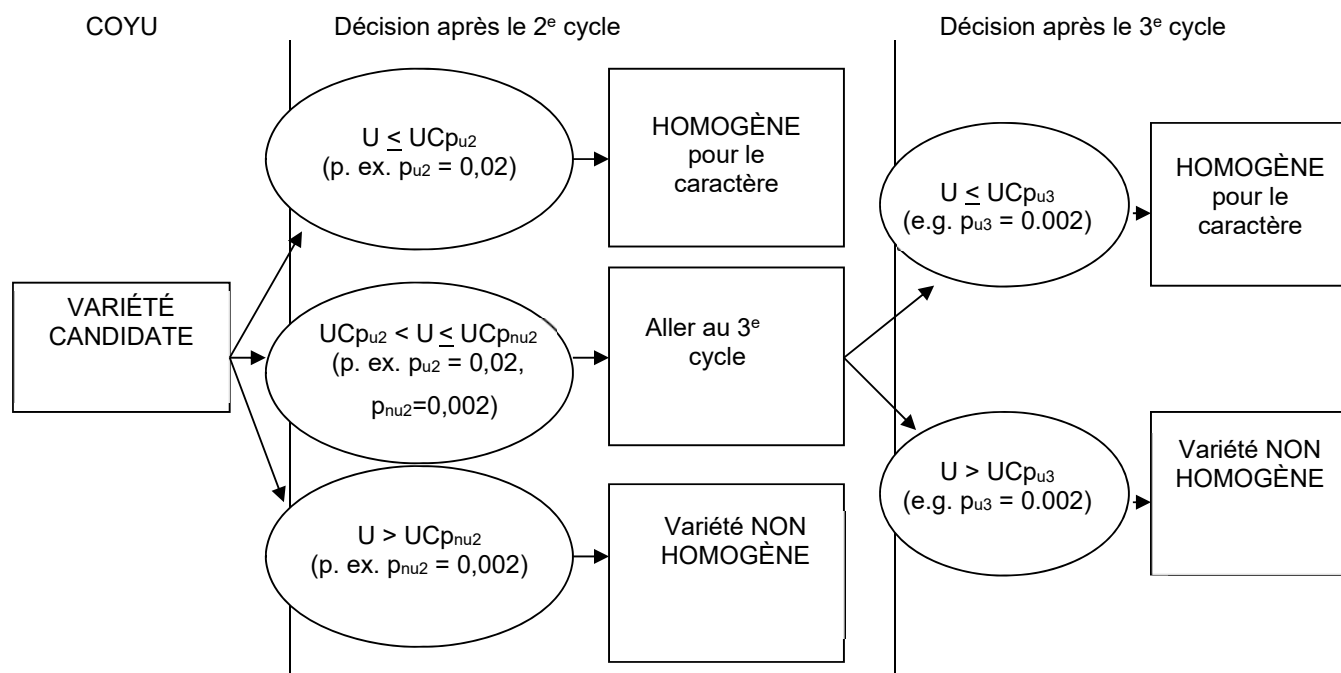 COYU
Décision après le 2e cycle
Décision après le 3e cycle
U ≤ UCpu2
(p. ex. pu2 = 0,02)
HOMOGÈNE
pour le
caractère
U ≤ UCpu3
(e.g. pu3 = 0.002)
HOMOGÈNE
pour le
caractère
VARIÉTÉ
CANDIDATE
UCpu2 < U ≤ UCpnu2
(p. ex. pu2 = 0,02,
pnu2=0,002)
Aller au 3e
cycle
U > UCpu3
(e.g. pu3 = 0.002)
Variété NON
HOMOGÈNE
U > UCpnu2
(p. ex. pnu2 = 0,002)
Variété NON
HOMOGÈNE